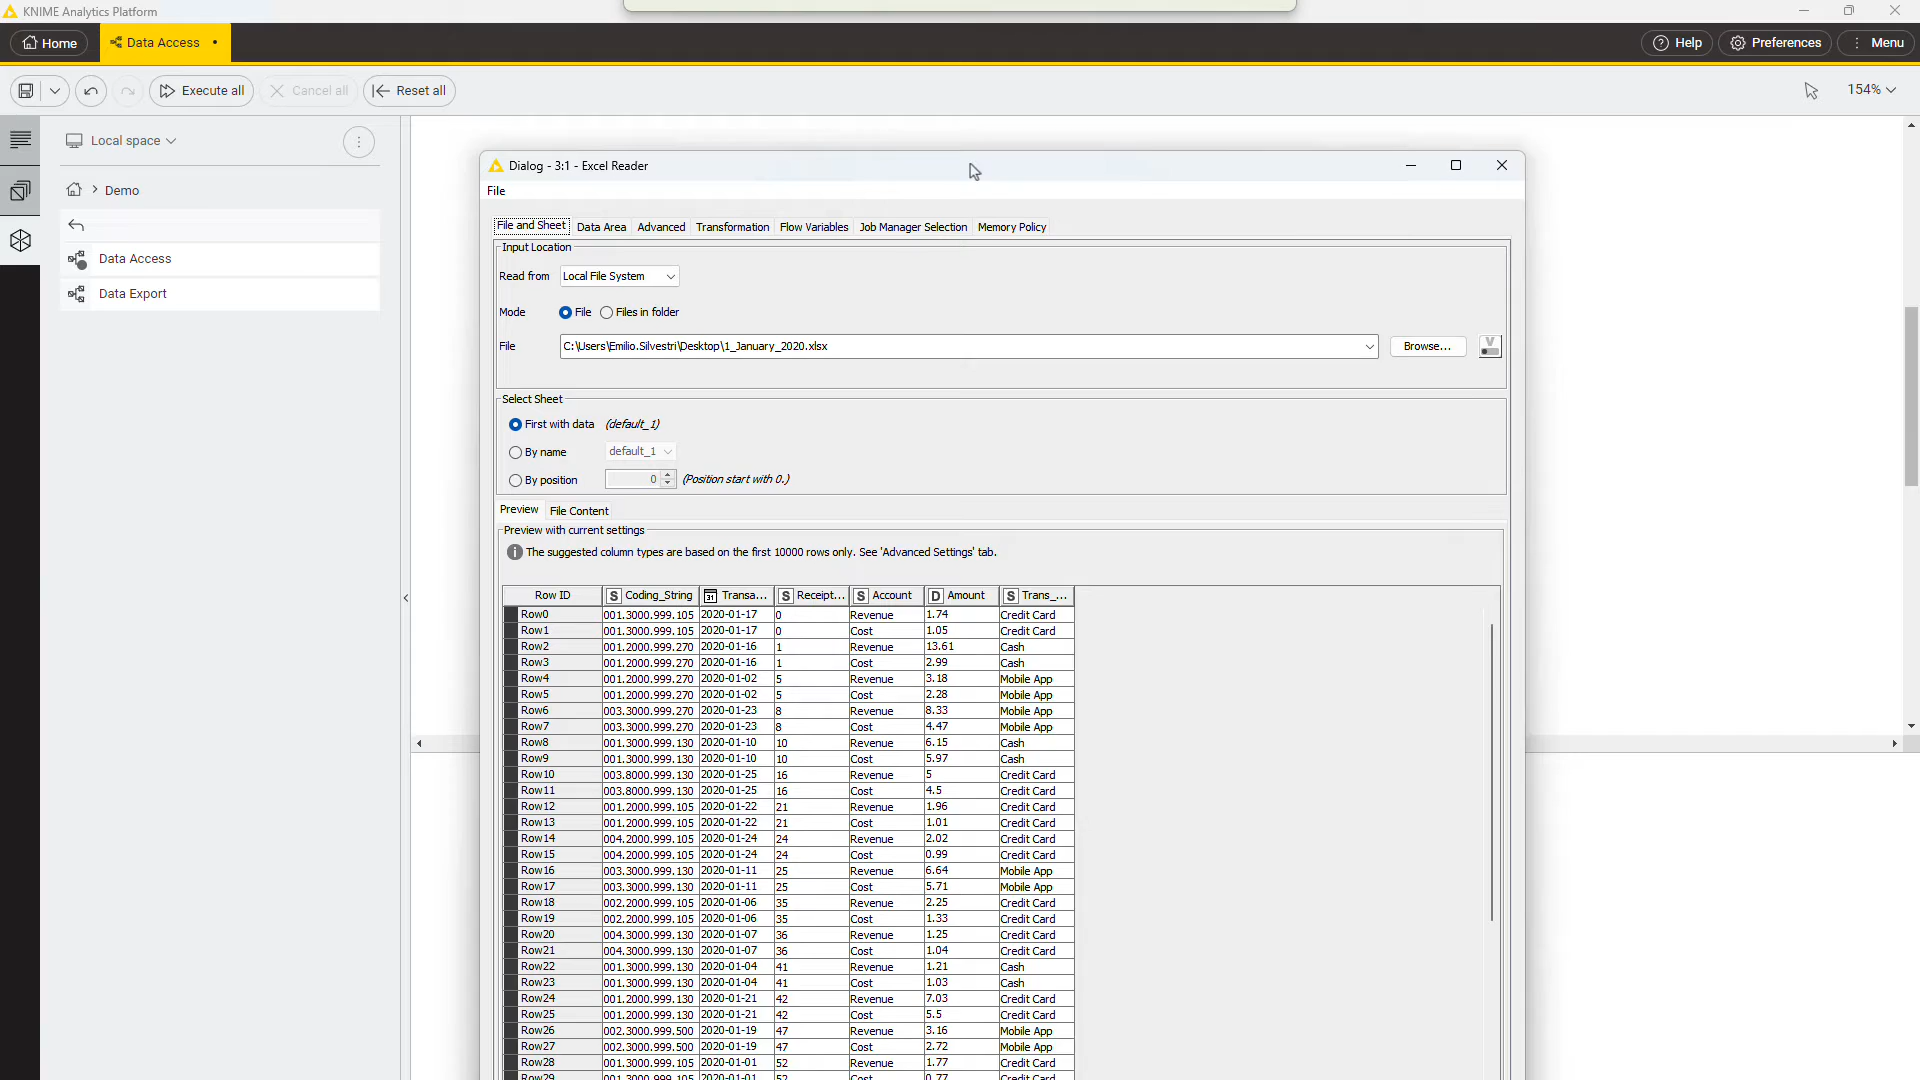 KNIME Analytics Platform
Home
Data Access
Help
Preferences
Menu
Execute all
Cancel all
Reset all
154%
Local space
Demo
Data Access
Data Export
Dialog - 3:1 - Excel Reader
File
File and Sheet Data Area Advanced Transformation Flow Variables Job Manager Selection Memory Policy
Input Location
Read from Local File System
Mode File Files in folder
File C:\Users\Emilio.Silvestri\Desktop\1_January_2020.xlsx Browse... V
Select Sheet
First with data (default_1)
By name default_1
By position 0 (Position start with 0.)
Preview File Content
Preview with current settings
The suggested column types are based on the first 10000 rows only. See 'Advanced Settings' tab.
Row ID S Coding_String 31 Transa... S Receipt... S Account D Amount S Trans_...
Row0 001.3000.999.105 2020-01-17 0 Revenue 1.74 Credit Card
Row1 001.3000.999.105 2020-01-17 0 Cost 1.05 Credit Card
Row2 001.2000.999.270 2020-01-16 1 Revenue 13.61 Cash
Row3 001.2000.999.270 2020-01-16 1 Cost 2.99 Cash
Row4 001.2000.999.270 2020-01-02 5 Revenue 3.18 Mobile App
Row5 001.2000.999.270 2020-01-02 5 Cost 2.28 Mobile App
Row6 003.3000.999.270 2020-01-23 8 Revenue 8.33 Mobile App
Row7 003.3000.999.270 2020-01-23 8 Cost 4.47 Mobile App
Row8 001.3000.999.130 2020-01-10 10 Revenue 6.15 Cash
Row9 001.3000.999.130 2020-01-10 10 Cost 5.97 Cash
Row10 003.8000.999.130 2020-01-25 16 Revenue 5 Credit Card
Row11 003.8000.999.130 2020-01-25 16 Cost 4.5 Credit Card
Row12 001.2000.999.105 2020-01-22 21 Revenue 1.96 Credit Card
Row13 001.2000.999.105 2020-01-22 21 Cost 1.01 Credit Card
Row14 004.2000.999.105 2020-01-24 24 Revenue 2.02 Credit Card
Row15 004.2000.999.105 2020-01-24 24 Cost 0.99 Credit Card
Row16 003.3000.999.130 2020-01-11 25 Revenue 6.64 Mobile App
Row17 003.3000.999.130 2020-01-11 25 Cost 5.71 Mobile App
Row18 002.2000.999.105 2020-01-06 35 Revenue 2.25 Credit Card
Row19 002.2000.999.105 2020-01-06 35 Cost 1.33 Credit Card
Row20 004.3000.999.130 2020-01-07 36 Revenue 1.25 Credit Card
Row21 004.3000.999.130 2020-01-07 36 Cost 1.04 Credit Card
Row22 001.3000.999.130 2020-01-04 41 Revenue 1.21 Cash
Row23 001.3000.999.130 2020-01-04 41 Cost 1.03 Cash
Row24 001.2000.999.130 2020-01-21 42 Revenue 7.03 Credit Card
Row25 001.2000.999.130 2020-01-21 42 Cost 5.5 Credit Card
Row26 002.3000.999.500 2020-01-19 47 Revenue 3.16 Mobile App
Row27 002.3000.999.500 2020-01-19 47 Cost 2.72 Mobile App
Row28 001.3000.999.105 2020-01-01 52 Revenue 1.77 Credit Card
Row29 001.3000.999.105 2020-01-01 52 Cost 0.77 Credit Card